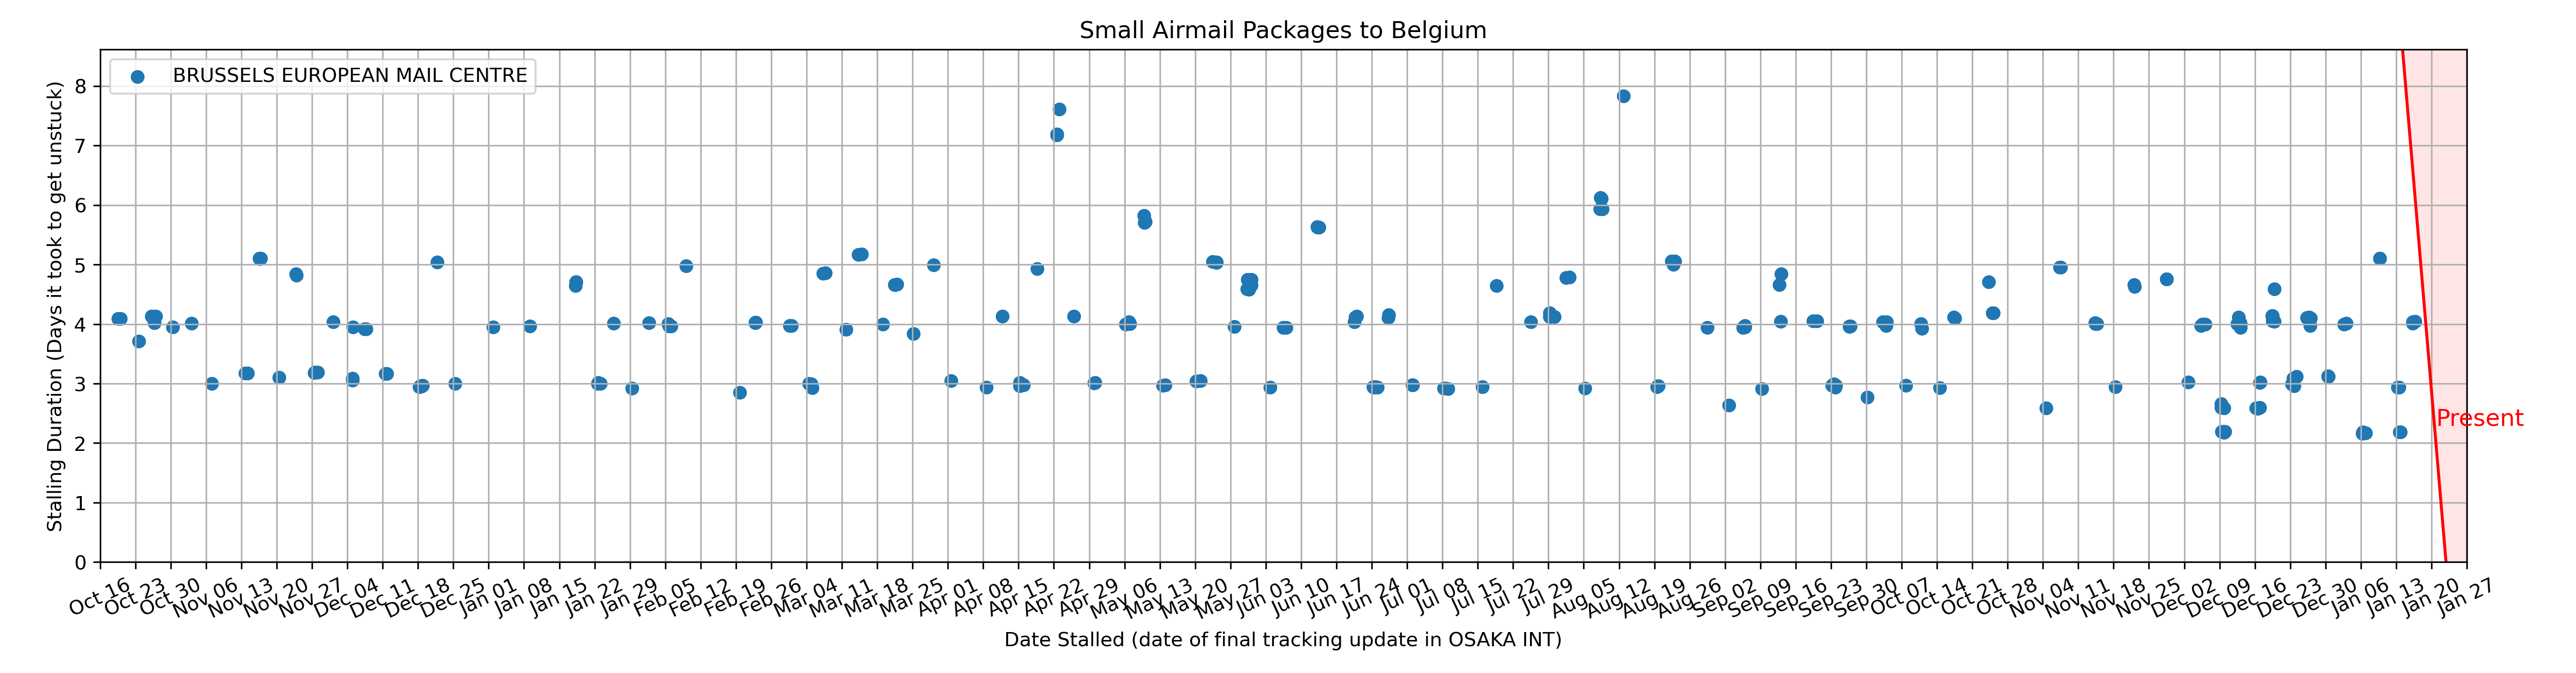 Small Airmail Packages to Belgium
BRUSSELS EUROPEAN MAIL CENTRE
Stalling Duration (Days it took to get unstuck)
8
7
6
5
4
3
2
1
0
Present
Oct 16
Oct 23
Oct 30
Nov 06
Nov 13
Nov 20
Nov 27
Dec 04
Dec 11
Dec 18
Dec 25
Jan 01
Jan 08
Jan 15
Jan 22
Jan 29
Feb 05
Feb 12
Feb 19
Feb 26
Mar 04
Mar 11
Mar 18
Mar 25
Apr 01
Apr 08
Apr 15
Apr 22
Apr 29
May 06
May 13
May 20
May 27
Jun 03
Jun 10
Jun 17
Jun 24
Jul 01
Jul 08
Jul 15
Jul 22
Jul 29
Aug 05
Aug 12
Aug 19
Aug 26
Sep 02
Sep 09
Sep 16
Sep 23
Sep 30
Oct 07
Oct 14
Oct 21
Oct 28
Nov 04
Nov 11
Nov 18
Nov 25
Dec 02
Dec 09
Dec 16
Dec 23
Dec 30
Jan 06
Jan 13
Jan 20
Jan 27
Date Stalled (date of final tracking update in OSAKA INT)